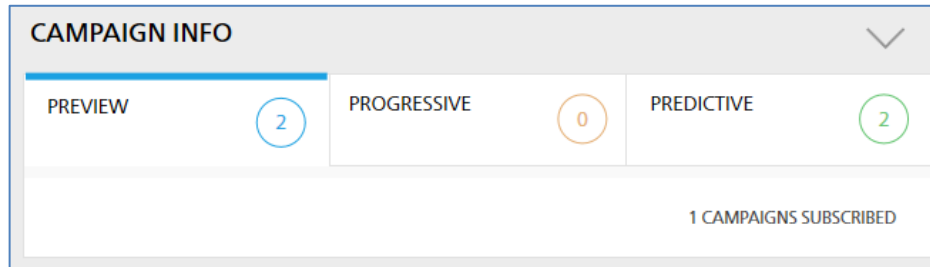 CAMPAIGN INFO
PREVIEW 2 PROGRESSIVE 0 PREDICTIVE 2
1 CAMPAIGNS SUBSCRIBED